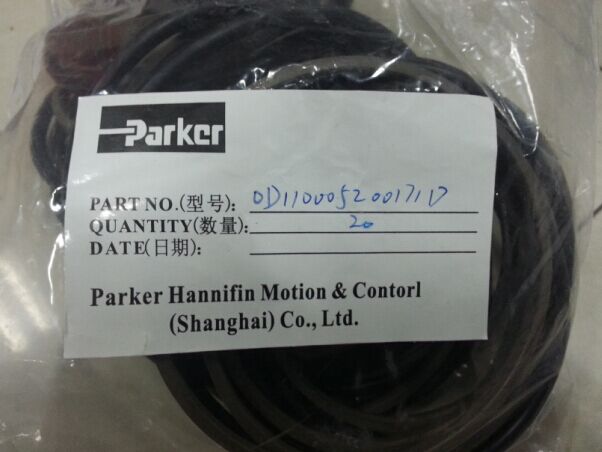 Parker
PART NO.(型号): OD11000520017117D
QUANTITY(数量): 20
DATE(日期):
Parker Hannifin Motion & Contorl
(Shanghai) Co., Ltd.